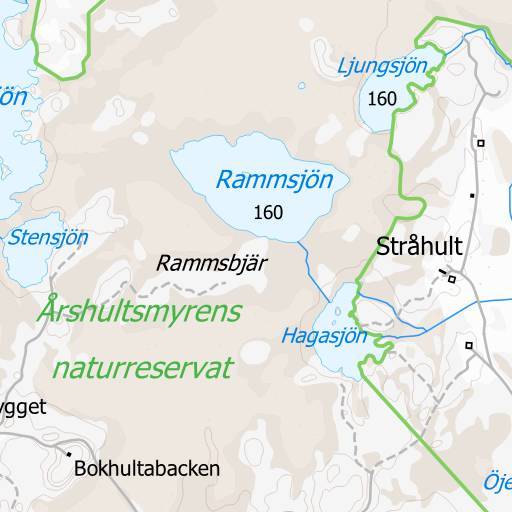 Ljungsjön
160
Rammsjön
160
Stensjön
Stråhult
Rammsbjär
Årshultsmyrens
naturreservat
Hagasjön
Bokhultabacken